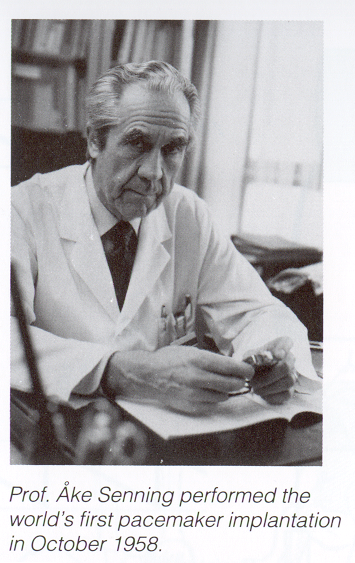 Prof. Åke Senning performed the
world's first pacemaker implantation
in October 1958.